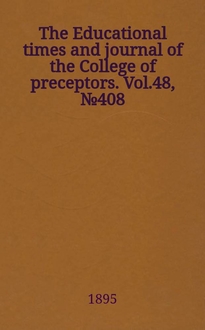 The Educational
times and journal of
the College of
preceptors. Vol.48,
№408
1895